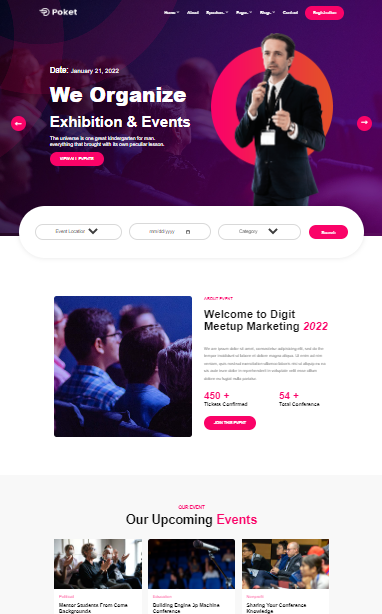 Poket
Home
About
Speakers
Pages
Blogs
Contact
Registration
Date: January 21, 2022
We Organize
Exhibition & Events
The universe is one great kindergarten for man.
everything that brought with its own peculiar lesson.
Event Location
mm/dd/yyyy
Category
Search
ABOUT EVENT
Welcome to Digit
Meetup Marketing 2022
450 +
Tickets Confirmed
54 +
Total Conference
JOIN THIS EVENT
OUR EVENT
Our Upcoming Events
Political
Mentor Students From Some
Backgrounds
Education
Building Engine Jp Machine
Conference
Nonprofit
Sharing Your Conference
Knowledge